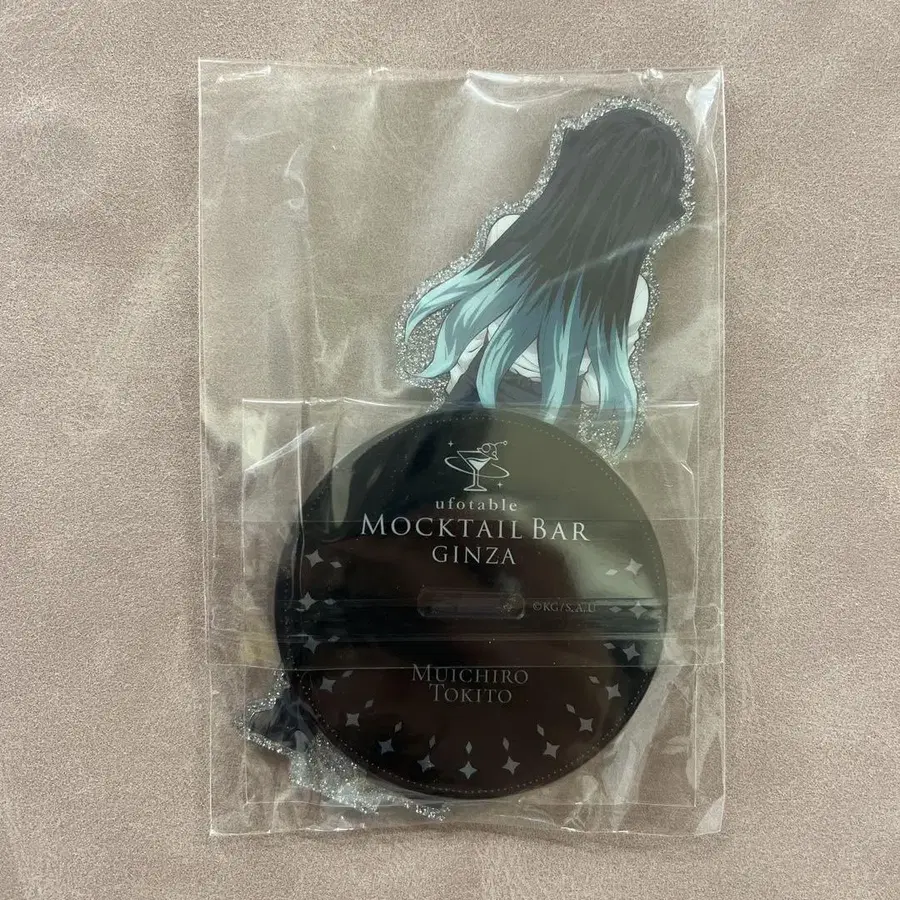 ufotable
MOCKTAIL BAR
GINZA
©KG/S,A,U
MUICHIRO
TOKITO